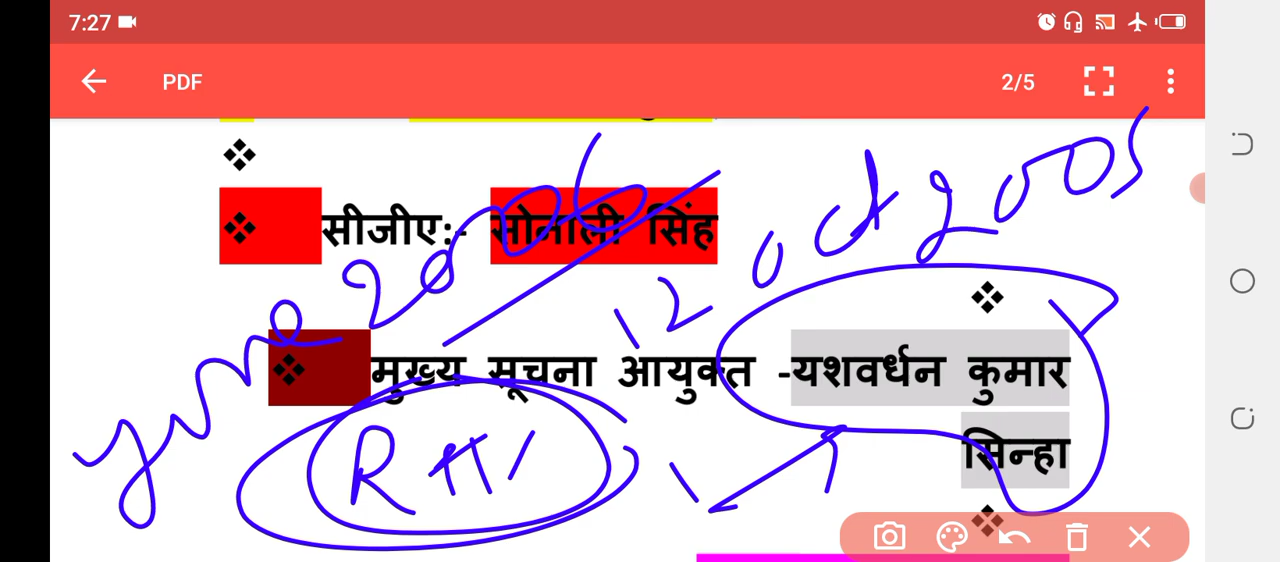 7:27
PDF 2/5
❖
❖ सीजीए:- सोनाली सिंह
12 oct 2005
June 2006
❖
❖ मुख्य सूचना आयुक्त -यशवर्धन कुमार
सिन्हा
RTI
❖